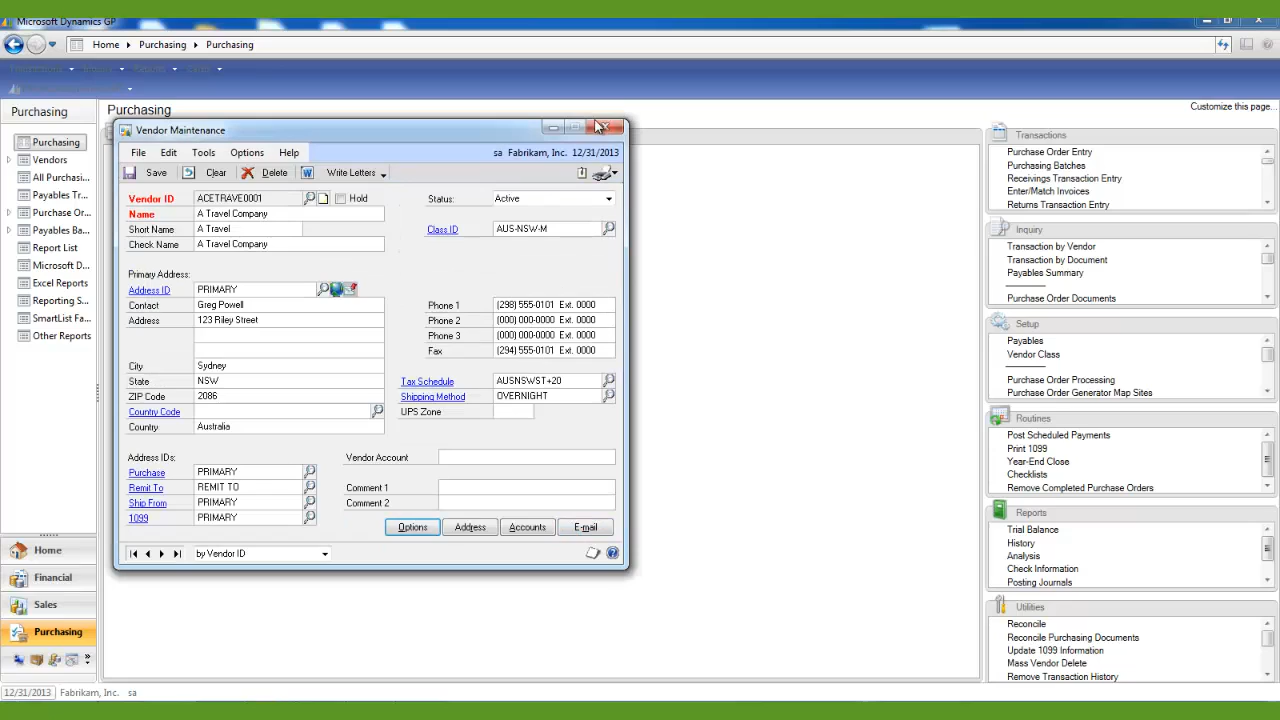 Microsoft Dynamics GP
Home Purchasing Purchasing
Purchasing
Customize this page...
Purchasing
Purchasing
Vendors
All Purchasi...
Payables Tr...
Purchase Or...
Payables Ba...
Report List
Microsoft D...
Excel Reports
Reporting S...
SmartList Fa...
Other Reports
Home
Financial
Sales
Purchasing
Vendor Maintenance
File Edit Tools Options Help sa Fabrikam, Inc. 12/31/2013
Save Clear Delete Write Letters
Vendor ID ACETRAVE0001 Hold Status: Active
Name A Travel Company
Short Name A Travel Class ID AUS-NSW-M
Check Name A Travel Company
Primary Address:
Address ID PRIMARY
Contact Greg Powell Phone 1 (298) 555-0101 Ext. 0000
Address 123 Riley Street Phone 2 (000) 000-0000 Ext. 0000
Phone 3 (000) 000-0000 Ext. 0000
Fax (294) 555-0101 Ext. 0000
City Sydney
State NSW Tax Schedule AUSNSWST+20
ZIP Code 2086 Shipping Method OVERNIGHT
Country Code UPS Zone
Country Australia
Address IDs: Vendor Account
Purchase PRIMARY
Remit To REMIT TO Comment 1
Ship From PRIMARY Comment 2
1099 PRIMARY
Options Address Accounts E-mail
by Vendor ID
Transactions
Purchase Order Entry
Purchasing Batches
Receivings Transaction Entry
Enter/Match Invoices
Returns Transaction Entry
Inquiry
Transaction by Vendor
Transaction by Document
Payables Summary
Purchase Order Documents
Setup
Payables
Vendor Class
Purchase Order Processing
Purchase Order Generator Map Sites
Routines
Post Scheduled Payments
Print 1099
Year-End Close
Checklists
Remove Completed Purchase Orders
Reports
Trial Balance
History
Analysis
Check Information
Posting Journals
Utilities
Reconcile
Reconcile Purchasing Documents
Update 1099 Information
Mass Vendor Delete
Remove Transaction History
12/31/2013 Fabrikam, Inc. sa